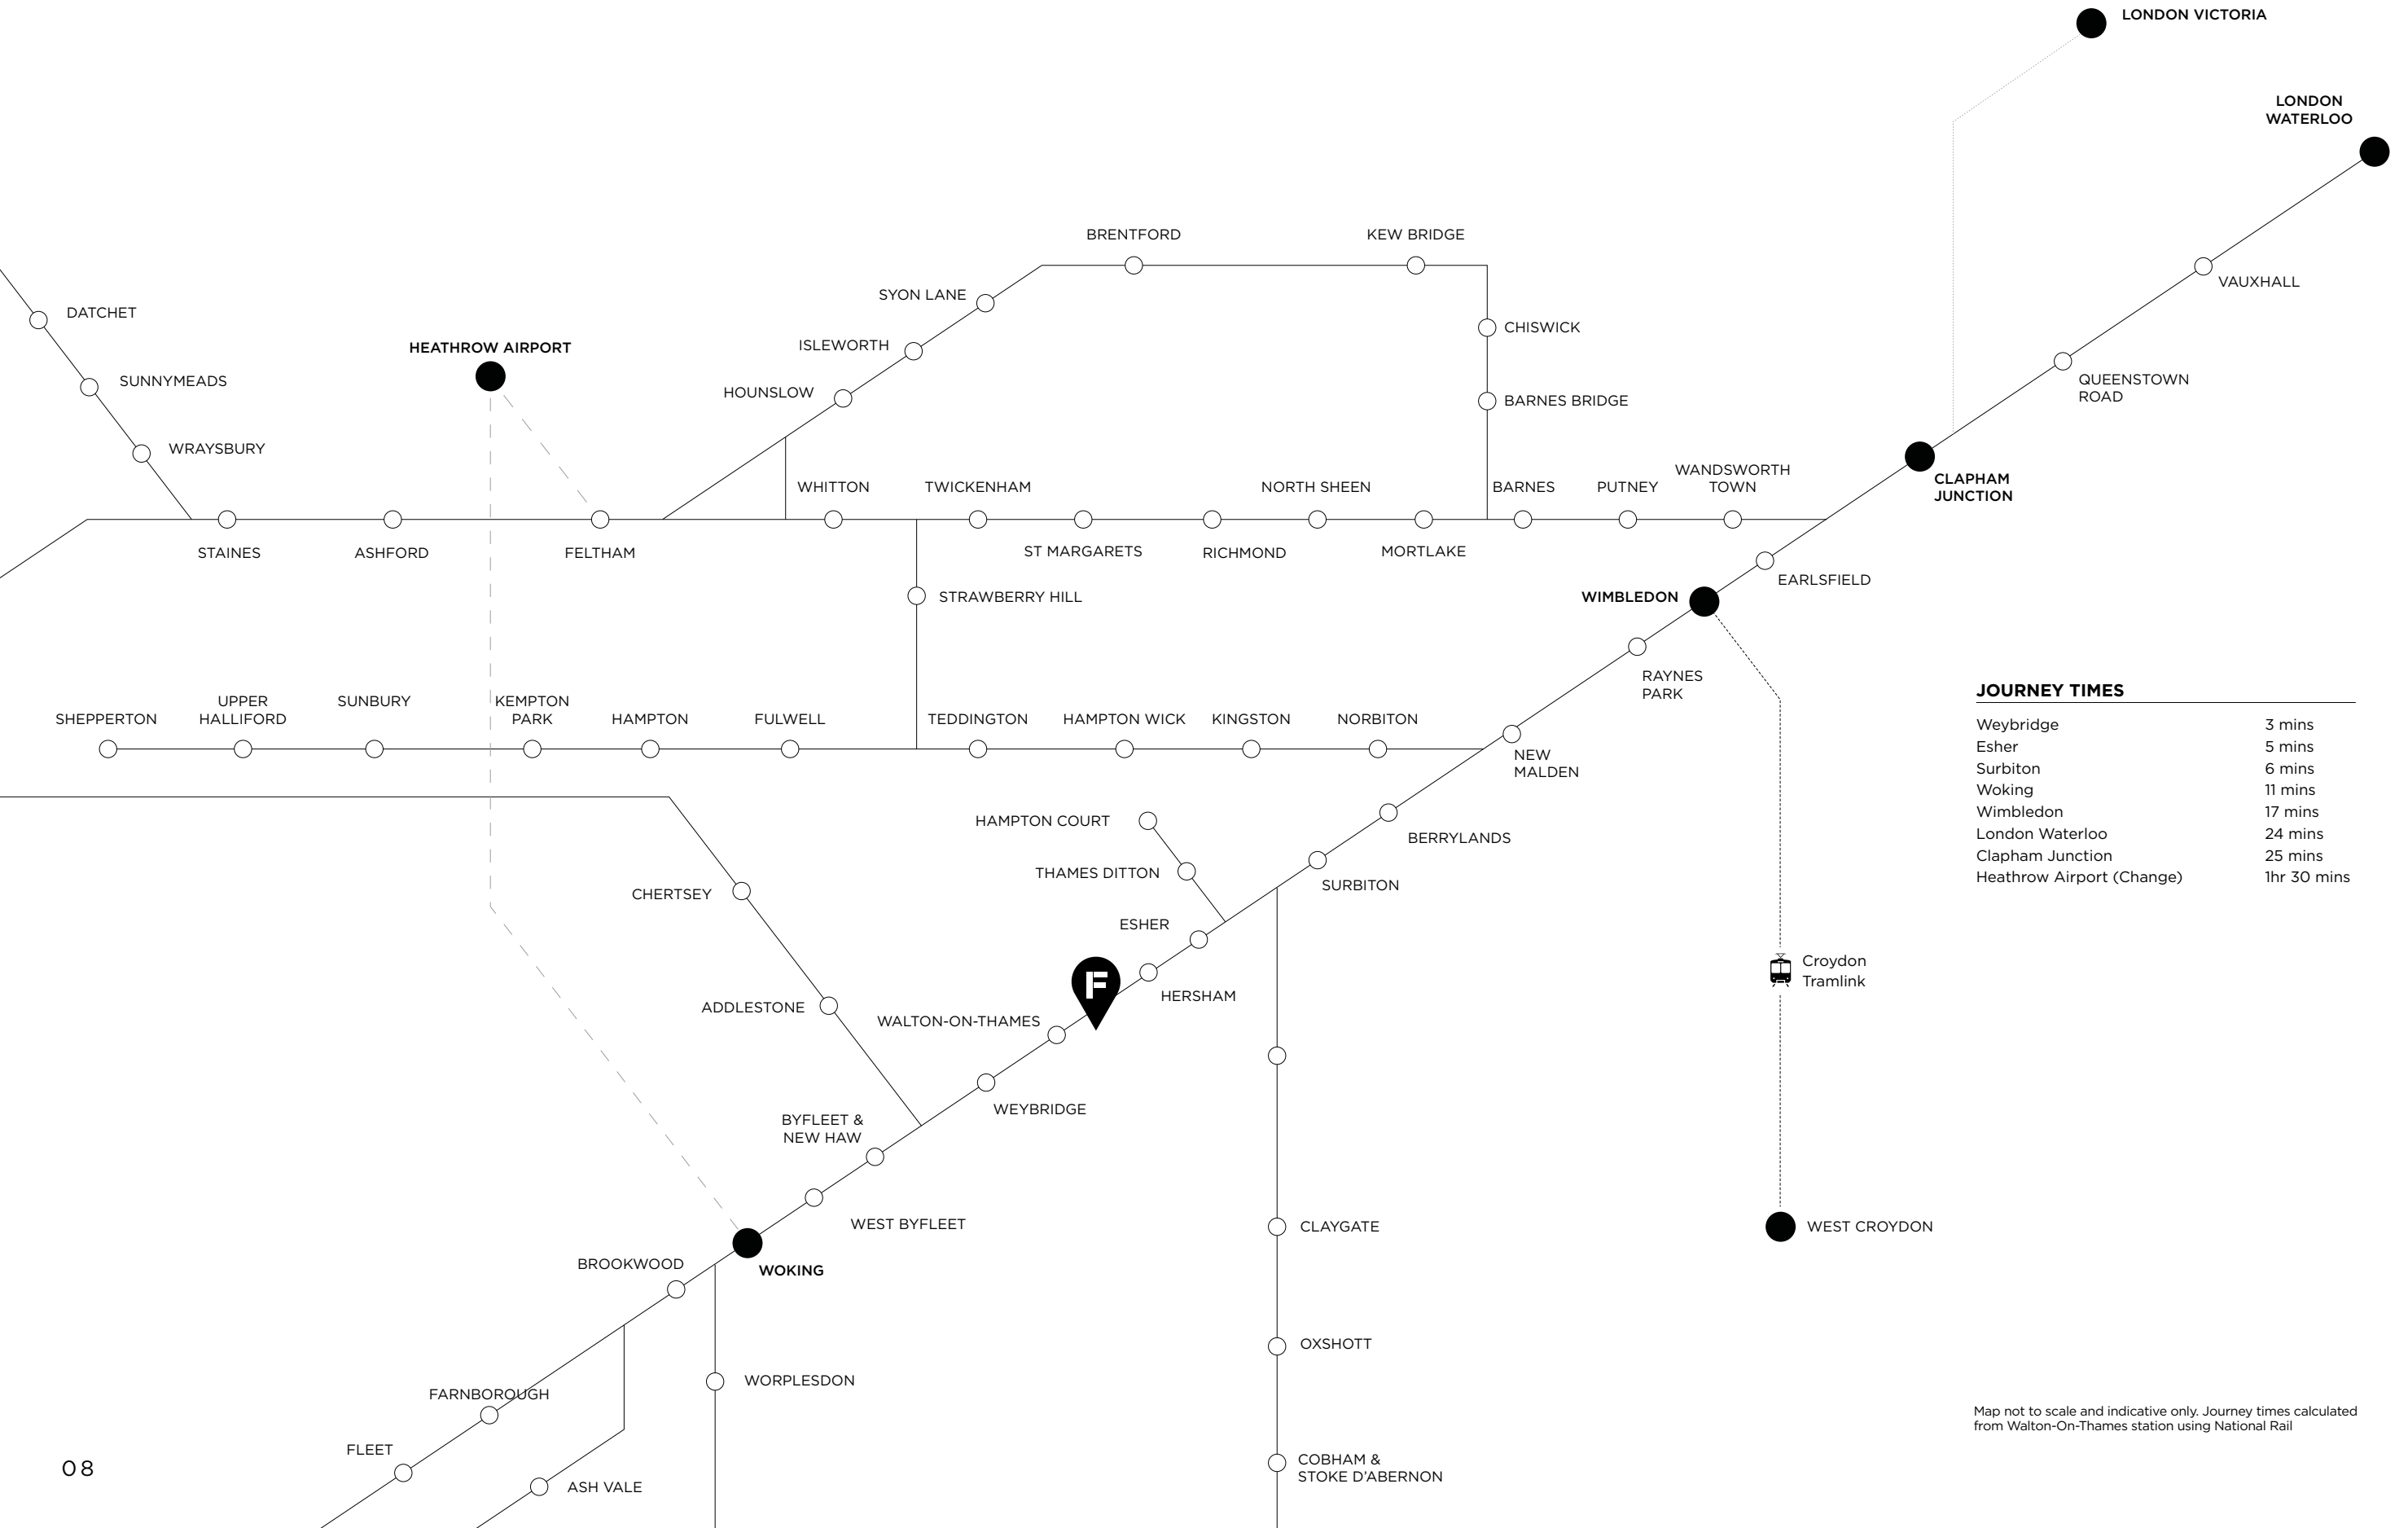 LONDON VICTORIA
LONDON
WATERLOO
BRENTFORD
KEW BRIDGE
VAUXHALL
SYON LANE
DATCHET
CHISWICK
ISLEWORTH
HEATHROW AIRPORT
SUNNYMEADS
QUEENSTOWN
ROAD
HOUNSLOW
BARNES BRIDGE
WRAYSBURY
WANDSWORTH
TOWN
CLAPHAM
JUNCTION
WHITTON
TWICKENHAM
NORTH SHEEN
BARNES
PUTNEY
STAINES
ASHFORD
FELTHAM
ST MARGARETS
RICHMOND
MORTLAKE
EARLSFIELD
STRAWBERRY HILL
WIMBLEDON
RAYNES
PARK
SHEPPERTON
UPPER
HALLIFORD
SUNBURY
KEMPTON
PARK
HAMPTON
FULWELL
TEDDINGTON
HAMPTON WICK
KINGSTON
NORBITON
NEW
MALDEN
JOURNEY TIMES
Weybridge 3 mins
Esher 5 mins
Surbiton 6 mins
Woking 11 mins
Wimbledon 17 mins
London Waterloo 24 mins
Clapham Junction 25 mins
Heathrow Airport (Change) 1hr 30 mins
HAMPTON COURT
BERRYLANDS
THAMES DITTON
SURBITON
CHERTSEY
ESHER
F
HERSHAM
Croydon
Tramlink
ADDLESTONE
WALTON-ON-THAMES
WEYBRIDGE
BYFLEET &
NEW HAW
WEST BYFLEET
CLAYGATE
WEST CROYDON
BROOKWOOD
WOKING
OXSHOTT
WORPLESDON
FARNBOROUGH
FLEET
COBHAM &
STOKE D’ABERNON
ASH VALE
Map not to scale and indicative only. Journey times calculated
from Walton-On-Thames station using National Rail
08